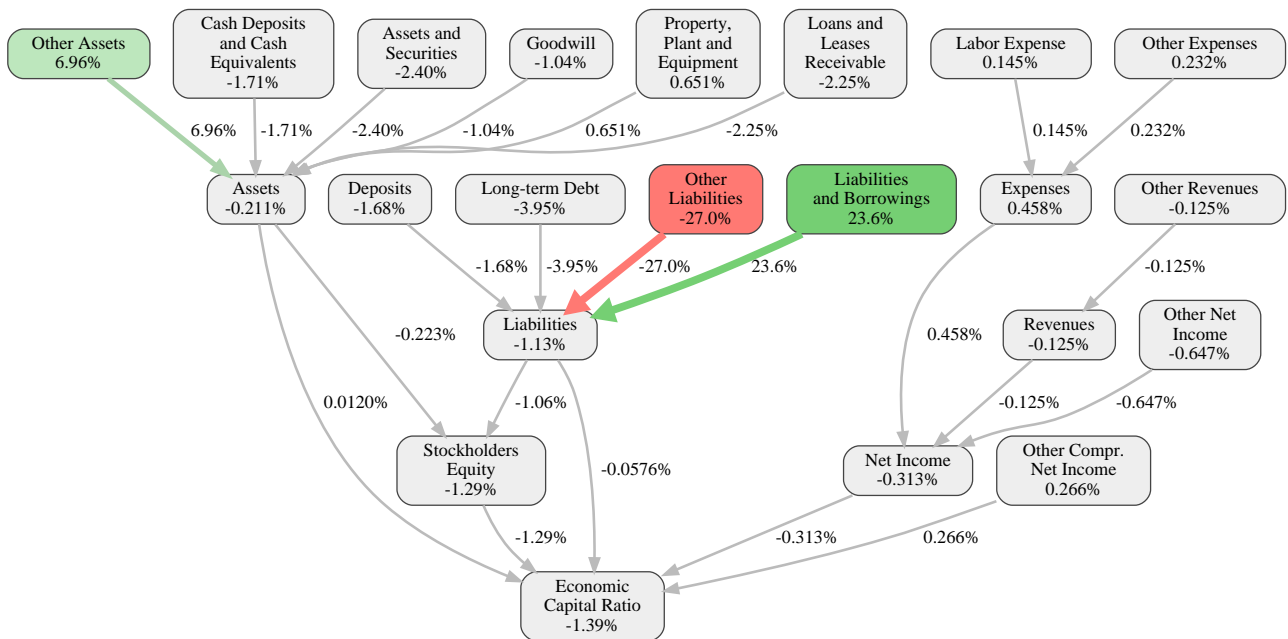 Other Assets
6.96%
Cash Deposits
and Cash
Equivalents
-1.71%
Assets and
Securities
-2.40%
Goodwill
-1.04%
Property,
Plant and
Equipment
0.651%
Loans and
Leases
Receivable
-2.25%
Labor Expense
0.145%
Other Expenses
0.232%
6.96%
-1.71%
-2.40%
-1.04%
0.651%
-2.25%
0.145%
0.232%
Assets
-0.211%
Deposits
-1.68%
Long-term Debt
-3.95%
Other
Liabilities
-27.0%
Liabilities
and Borrowings
23.6%
Expenses
0.458%
Other Revenues
-0.125%
-1.68%
-3.95%
-27.0%
23.6%
-0.125%
-0.223%
Liabilities
-1.13%
0.458%
Revenues
-0.125%
Other Net
Income
-0.647%
0.0120%
-1.06%
-0.125%
-0.647%
Stockholders
Equity
-1.29%
-0.0576%
Net Income
-0.313%
Other Compr.
Net Income
0.266%
-1.29%
-0.313%
0.266%
Economic
Capital Ratio
-1.39%